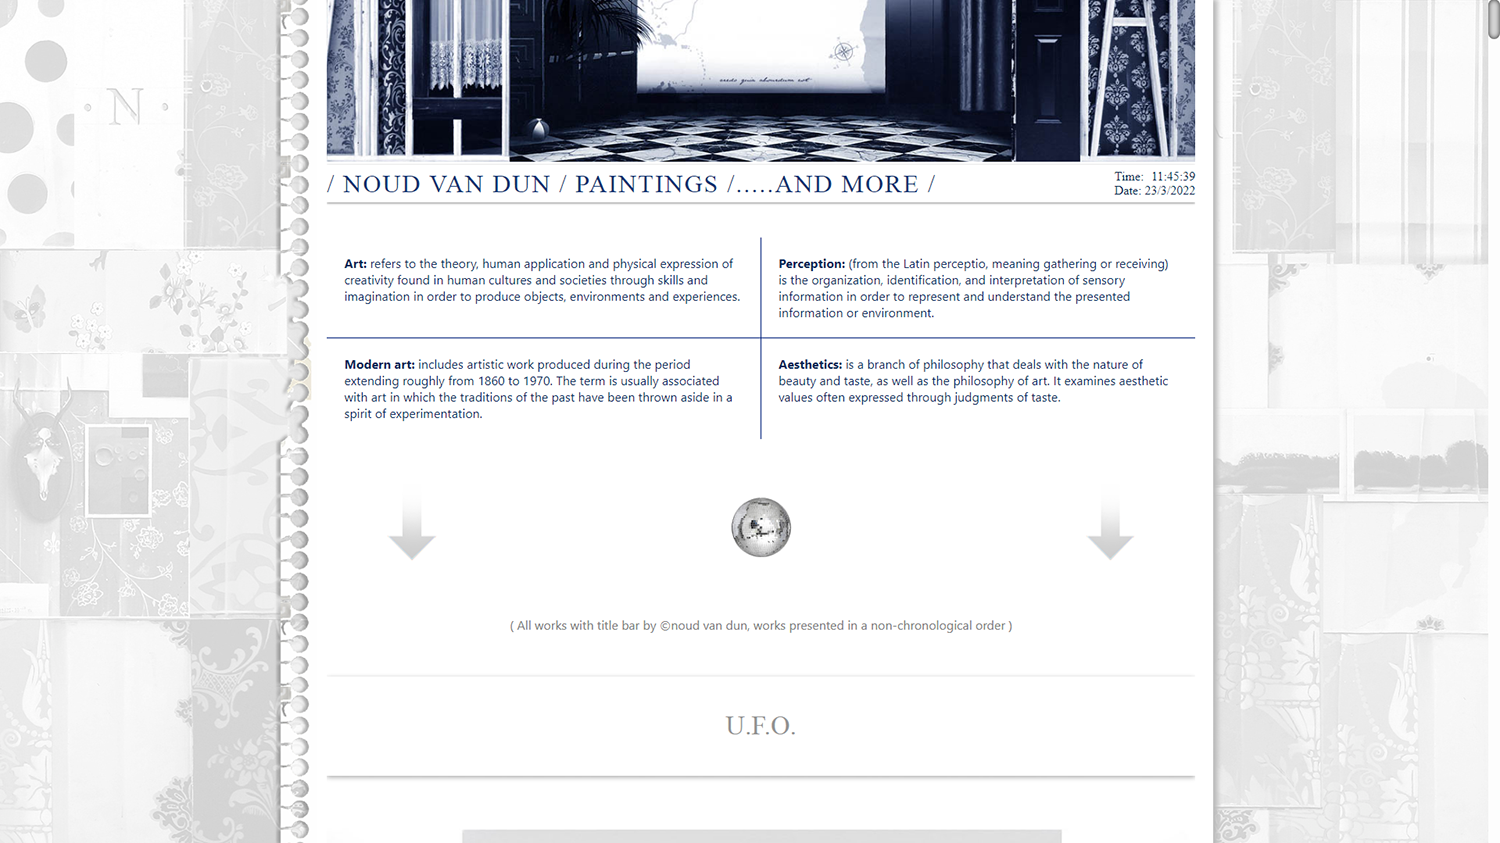 N
/ NOUD VAN DUN / PAINTINGS /.....AND MORE /
Time: 11:45:39
Date: 23/3/2022
Art: refers to the theory, human application and physical expression of
creativity found in human cultures and societies through skills and
imagination in order to produce objects, environments and experiences.
Perception: (from the Latin perceptio, meaning gathering or receiving)
is the organization, identification, and interpretation of sensory
information in order to represent and understand the presented
information or environment.
Modern art: includes artistic work produced during the period
extending roughly from 1860 to 1970. The term is usually associated
with art in which the traditions of the past have been thrown aside in a
spirit of experimentation.
Aesthetics: is a branch of philosophy that deals with the nature of
beauty and taste, as well as the philosophy of art. It examines aesthetic
values often expressed through judgments of taste.
( All works with title bar by ©noud van dun, works presented in a non-chronological order )
U.F.O.